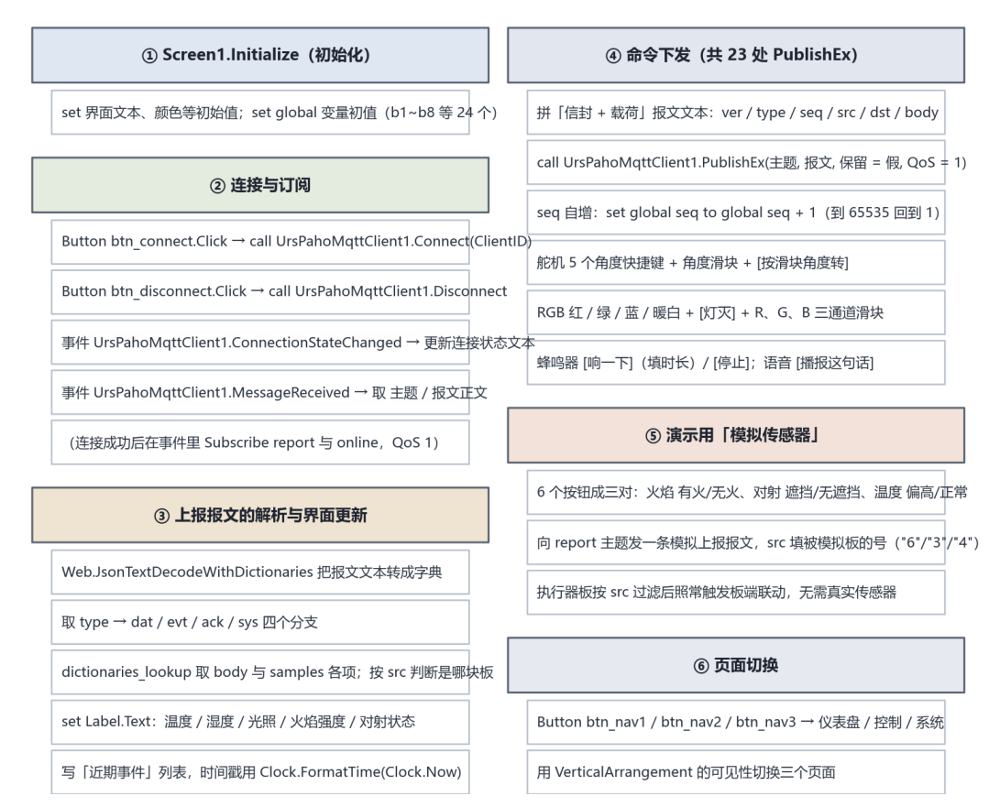 ① Screen1.Initialize（初始化）
set 界面文本、颜色等初始值；set global 变量初值（b1~b8 等 24 个）
② 连接与订阅
Button btn_connect.Click → call UrsPahoMqttClient1.Connect(ClientID)
Button btn_disconnect.Click → call UrsPahoMqttClient1.Disconnect
事件 UrsPahoMqttClient1.ConnectionStateChanged → 更新连接状态文本
事件 UrsPahoMqttClient1.MessageReceived → 取 主题 / 报文正文
（连接成功后在事件里 Subscribe report 与 online，QoS 1）
③ 上报报文的解析与界面更新
Web.JsonTextDecodeWithDictionaries 把报文文本转成字典
取 type → dat / evt / ack / sys 四个分支
dictionaries_lookup 取 body 与 samples 各项；按 src 判断是哪块板
set Label.Text：温度 / 湿度 / 光照 / 火焰强度 / 对射状态
写「近期事件」列表，时间戳用 Clock.FormatTime(Clock.Now)
④ 命令下发（共 23 处 PublishEx）
拼「信封 + 载荷」报文文本：ver / type / seq / src / dst / body
call UrsPahoMqttClient1.PublishEx(主题, 报文, 保留 = 假, QoS = 1)
seq 自增：set global seq to global seq + 1（到 65535 回到 1）
舵机 5 个角度快捷键 + 角度滑块 + [按滑块角度转]
RGB 红 / 绿 / 蓝 / 暖白 + [灯灭] + R、G、B 三通道滑块
蜂鸣器 [响一下]（填时长）/ [停止]；语音 [播报这句话]
⑤ 演示用「模拟传感器」
6 个按钮成三对：火焰 有火/无火、对射 遮挡/无遮挡、温度 偏高/正常
向 report 主题发一条模拟上报报文，src 填被模拟板的号（"6"/"3"/"4"）
执行器板按 src 过滤后照常触发板端联动，无需真实传感器
⑥ 页面切换
Button btn_nav1 / btn_nav2 / btn_nav3 → 仪表盘 / 控制 / 系统
用 VerticalArrangement 的可见性切换三个页面